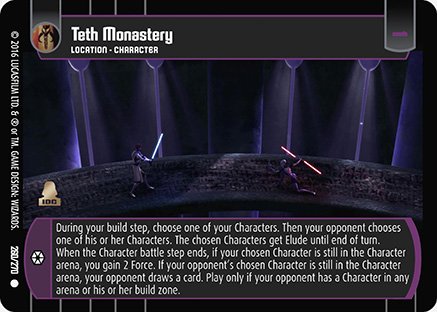 Teth Monastery
LOCATION - CHARACTER
During your build step, choose one of your Characters. Then your opponent chooses
one of his or her Characters. The chosen Characters get Elude until end of turn.
When the Character battle step ends, if your chosen Character is still in the Character
arena, you gain 2 Force. If your opponent's chosen Character is still in the Character
arena, your opponent draws a card. Play only if your opponent has a Character in any
arena or his or her build zone.
© 2016 LUCASFILM LTD. & ® OR TM. GAME DESIGN: WIZARDS.